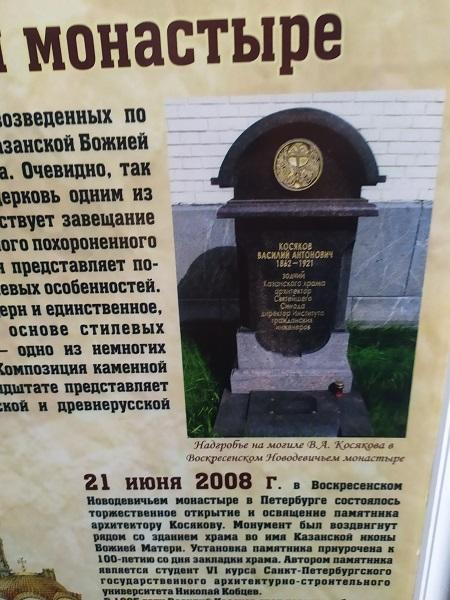 монастыре
возведенных по
Казанской Божией
а. Очевидно, так
церковь одним из
ствует завещание
ого похороненного
н представляет по-
левых особенностей.
ерн и единственное,
основе стилевых
— одно из немногих
Композиция каменной
ндштате представляет
ской и древнерусской
КОСЯКОВ
ВАСИЛИЙ АНТОНОВИЧ
1862–1921
зодчий
Казанского храма
архитектор
Святейшего
Синода
директор Института
гражданских
инженеров
Надгробье на могиле В.А. Косякова в
Воскресенском Новодевичьем монастыре
21 июня 2008 г. в Воскресенском
Новодевичьем монастыре в Петербурге состоялось
торжественное открытие и освящение памятника
архитектору Косякову. Монумент был воздвигнут
рядом со зданием храма во имя Казанской иконы
Божией Матери. Установка памятника приурочена к
100-летию со дня закладки храма. Автором памятника
является студент VI курса Санкт-Петербургского
государственного архитектурно-строительного
университета Николай Кобцев.